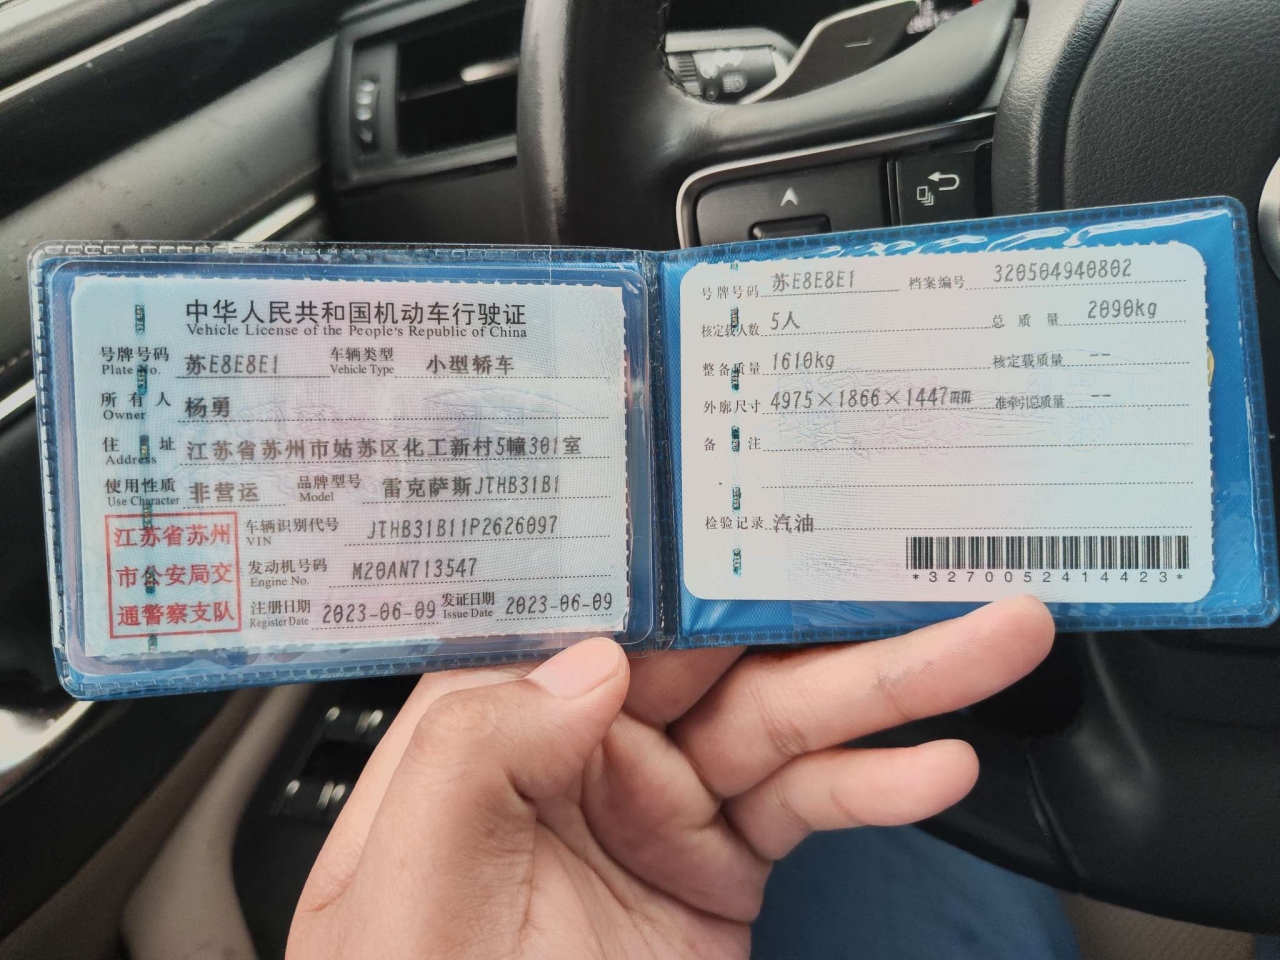 中华人民共和国机动车行驶证
Vehicle License of the People's Republic of China
号牌号码 Plate No. 苏E8E8E1 车辆类型 Vehicle Type 小型轿车
所有人 Owner 杨勇
住址 Address 江苏省苏州市姑苏区化工新村5幢301室
使用性质 Use Character 非营运 品牌型号 Model 雷克萨斯JTHB31B1
车辆识别代号 VIN JTHB31B11P2626097
发动机号码 Engine No. M20AN713547
注册日期 Register Date 2023-06-09 发证日期 Issue Date 2023-06-09
江苏省苏州
市公安局交
通警察支队
号牌号码 苏E8E8E1 档案编号 320504940802
核定载人数 5人 总质量 2090kg
整备质量 1610kg 核定载质量 --
外廓尺寸 4975×1866×1447mm 准牵引总质量 --
备注
检验记录 汽油
*3270052414423*